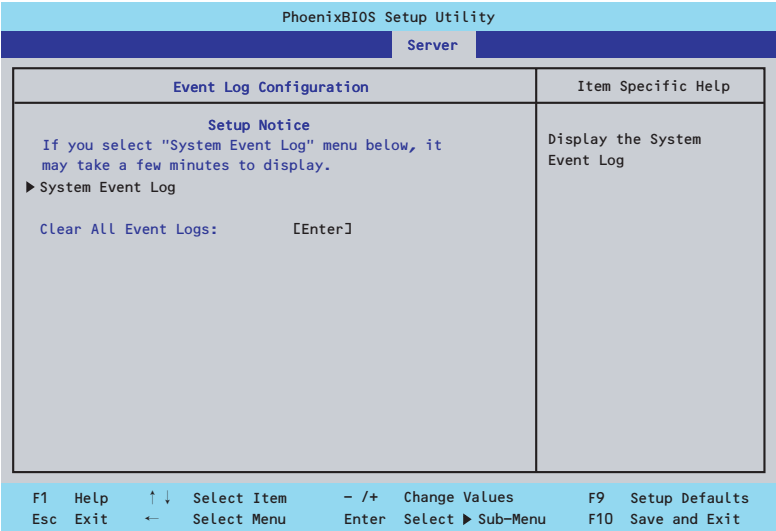 PhoenixBIOS Setup Utility
Server
Event Log Configuration
Item Specific Help
Setup Notice
If you select "System Event Log" menu below, it
may take a few minutes to display.
▶System Event Log
Clear All Event Logs: [Enter]
Display the System
Event Log
F1 Help ↑↓ Select Item - /+ Change Values F9 Setup Defaults
Esc Exit ← Select Menu Enter Select ▶Sub-Menu F10 Save and Exit